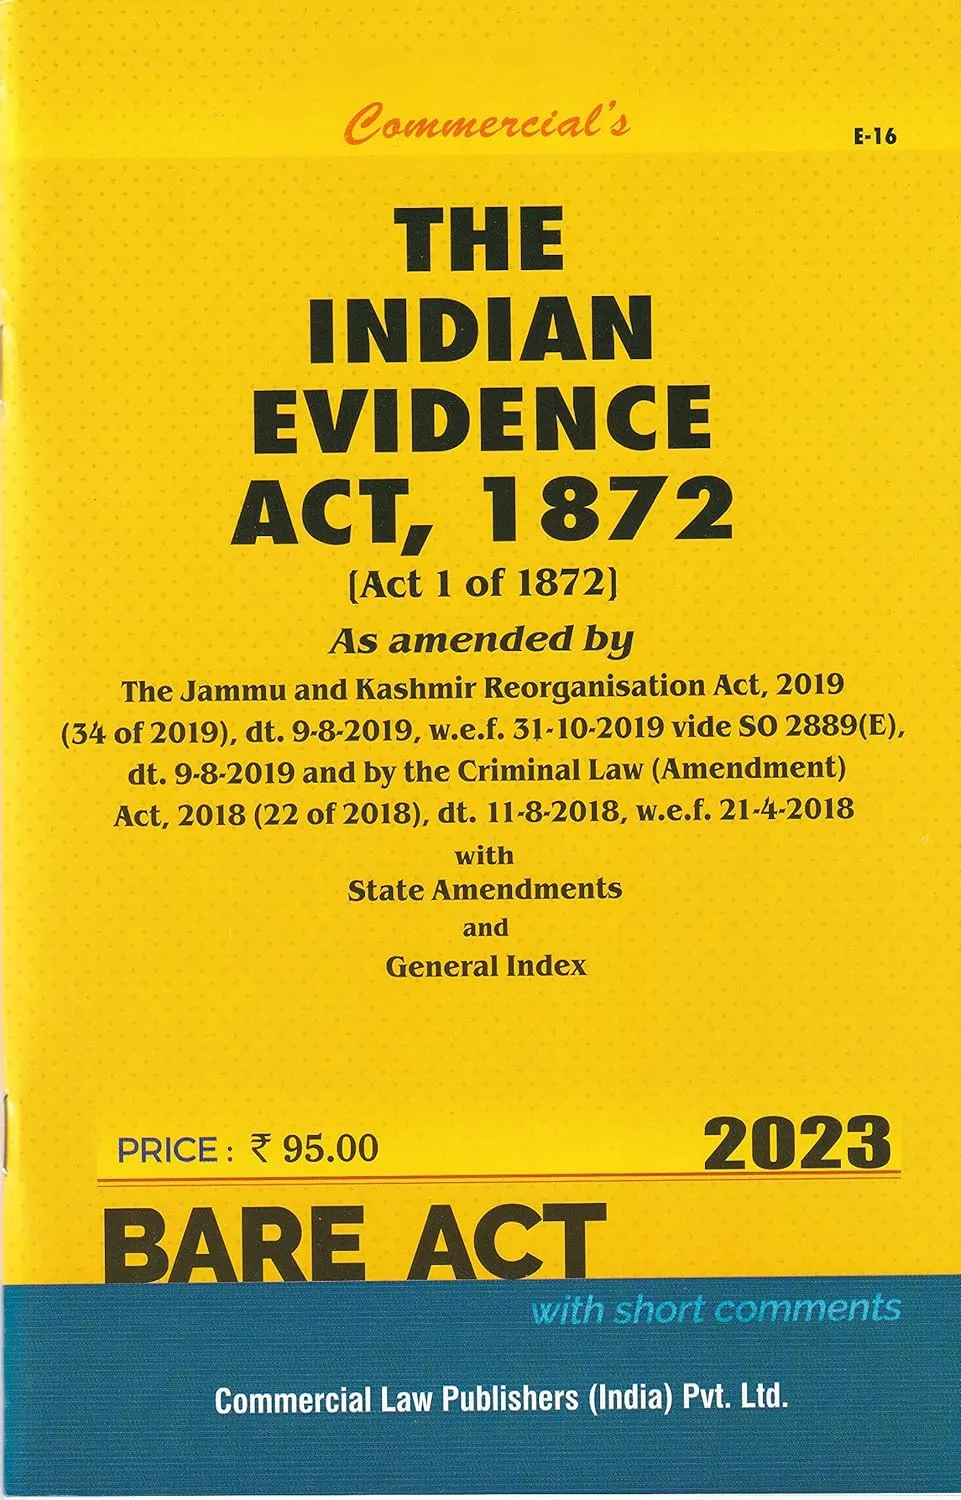 Commercial's
E-16
THE
INDIAN
EVIDENCE
ACT, 1872
(Act 1 of 1872)
As amended by
The Jammu and Kashmir Reorganisation Act, 2019
(34 of 2019), dt. 9-8-2019, w.e.f. 31-10-2019 vide SO 2889(E),
dt. 9-8-2019 and by the Criminal Law (Amendment)
Act, 2018 (22 of 2018), dt. 11-8-2018, w.e.f. 21-4-2018
with
State Amendments
and
General Index
PRICE : ₹ 95.00
2023
BARE ACT
with short comments
Commercial Law Publishers (India) Pvt. Ltd.